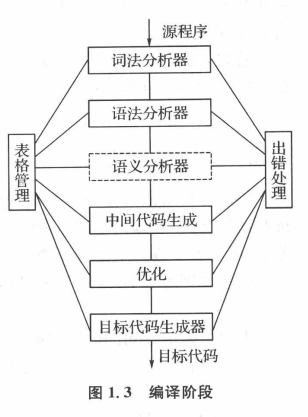 源程序
词法分析器
语法分析器
表格管理
语义分析器
出错处理
中间代码生成
优化
目标代码生成器
目标代码
图 1.3 编译阶段